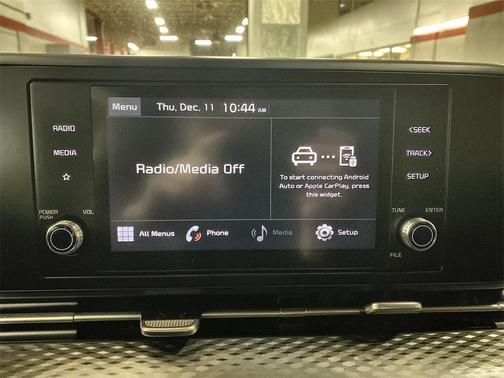 Menu Thu, Dec. 11 10:44 AM
RADIO
MEDIA
POWER
PUSH
VOL
Radio/Media Off
To start connecting Android
Auto or Apple CarPlay, press
this widget.
All Menus Phone Media Setup
<SEEK
TRACK>
SETUP
TUNE ENTER
FILE